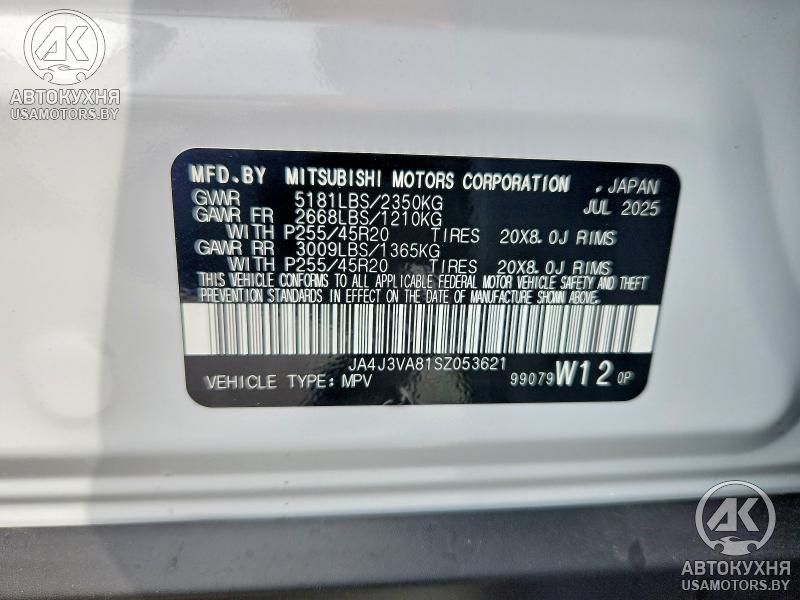 AK
АВТОКУХНЯ
USAMOTORS.BY
MFD.BY MITSUBISHI MOTORS CORPORATION , JAPAN
GVWR 5181LBS/2350KG JUL 2025
GAWR FR 2668LBS/1210KG
WITH P255/45R20 TIRES 20X8.0J RIMS
GAWR RR 3009LBS/1365KG
WITH P255/45R20 TIRES 20X8.0J RIMS
THIS VEHICLE CONFORMS TO ALL APPLICABLE FEDERAL MOTOR VEHICLE SAFETY AND THEFT
PREVENTION STANDARDS IN EFFECT ON THE DATE OF MANUFACTURE SHOWN ABOVE.
JA4J3VA81SZ053621
VEHICLE TYPE: MPV 99079 W12 0P
AK
АВТОКУХНЯ
USAMOTORS.BY